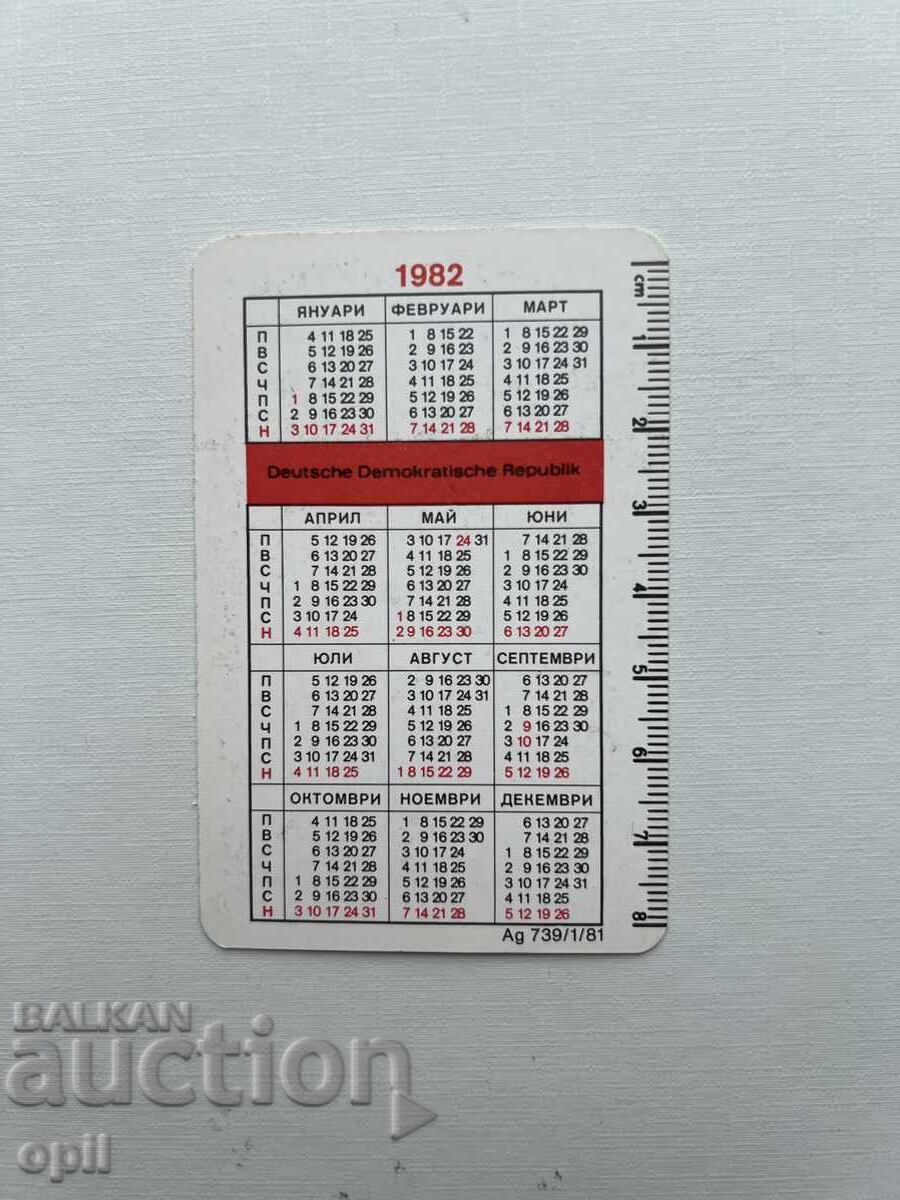 1982
ЯНУАРИ ФЕВРУАРИ МАРТ
П 4 11 18 25 1 8 15 22 1 8 15 22 29
В 5 12 19 26 2 9 16 23 2 9 16 23 30
С 6 13 20 27 3 10 17 24 3 10 17 24 31
Ч 7 14 21 28 4 11 18 25 4 11 18 25
П 1 8 15 22 29 5 12 19 26 5 12 19 26
С 2 9 16 23 30 6 13 20 27 6 13 20 27
Н 3 10 17 24 31 7 14 21 28 7 14 21 28
Deutsche Demokratische Republik
АПРИЛ МАЙ ЮНИ
П 5 12 19 26 3 10 17 24 31 7 14 21 28
В 6 13 20 27 4 11 18 25 1 8 15 22 29
С 7 14 21 28 5 12 19 26 2 9 16 23 30
Ч 1 8 15 22 29 6 13 20 27 3 10 17 24
П 2 9 16 23 30 7 14 21 28 4 11 18 25
С 3 10 17 24 1 8 15 22 29 5 12 19 26
Н 4 11 18 25 2 9 16 23 30 6 13 20 27
ЮЛИ АВГУСТ СЕПТЕМВРИ
П 5 12 19 26 2 9 16 23 30 6 13 20 27
В 6 13 20 27 3 10 17 24 31 7 14 21 28
С 7 14 21 28 4 11 18 25 1 8 15 22 29
Ч 1 8 15 22 29 5 12 19 26 2 9 16 23 30
П 2 9 16 23 30 6 13 20 27 3 10 17 24
С 3 10 17 24 31 7 14 21 28 4 11 18 25
Н 4 11 18 25 1 8 15 22 29 5 12 19 26
ОКТОМВРИ НОЕМВРИ ДЕКЕМВРИ
П 4 11 18 25 1 8 15 22 29 6 13 20 27
В 5 12 19 26 2 9 16 23 30 7 14 21 28
С 6 13 20 27 3 10 17 24 1 8 15 22 29
Ч 7 14 21 28 4 11 18 25 2 9 16 23 30
П 1 8 15 22 29 5 12 19 26 3 10 17 24 31
С 2 9 16 23 30 6 13 20 27 4 11 18 25
Н 3 10 17 24 31 7 14 21 28 5 12 19 26
Ag 739/1/81
cm 1 2 3 4 5 6 7 8
BALKAN
auction
opil